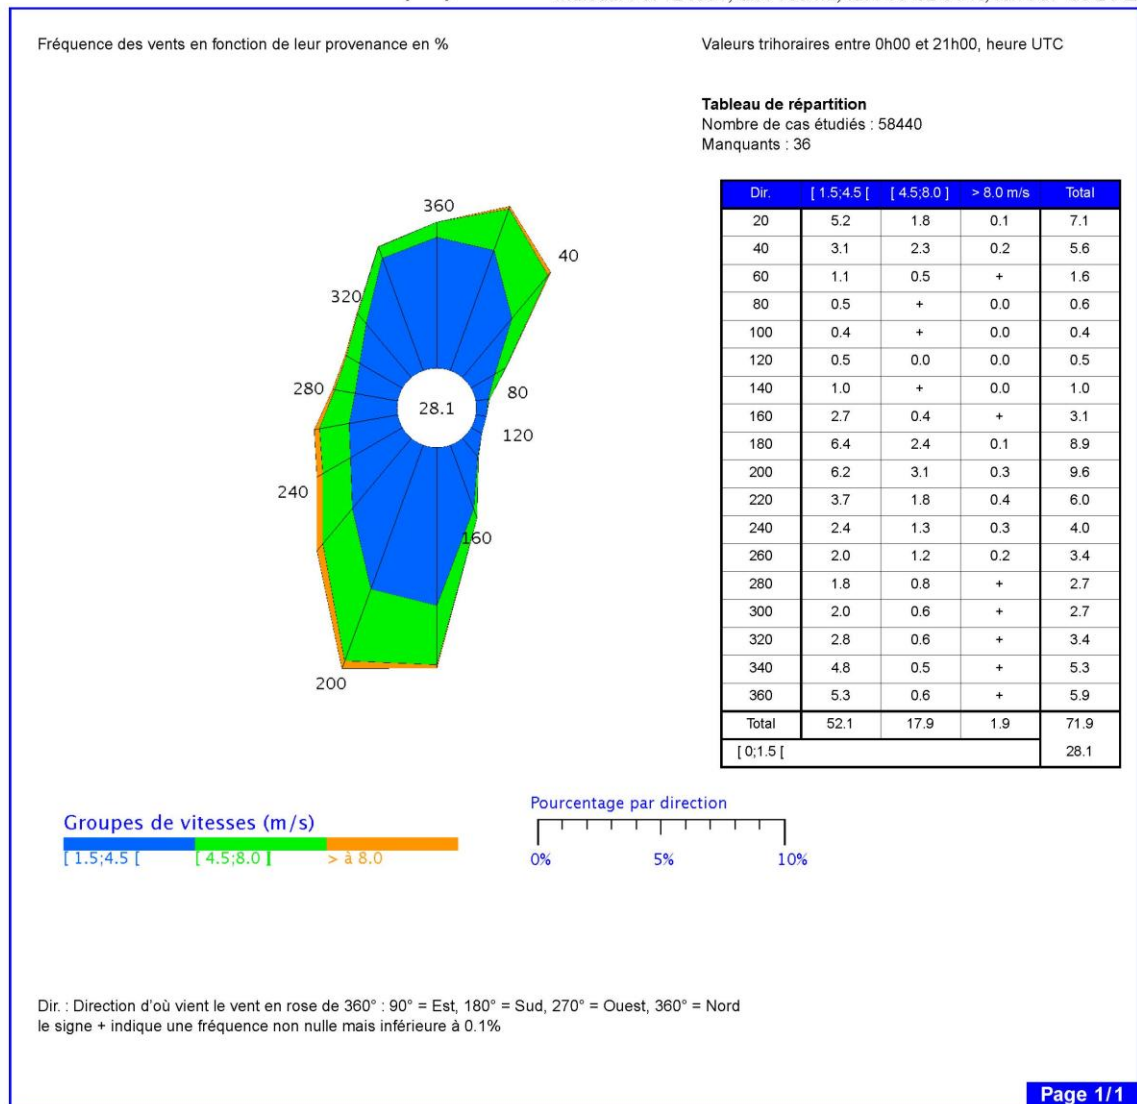 Fréquence des vents en fonction de leur provenance en %
Valeurs trihoraires entre 0h00 et 21h00, heure UTC
Tableau de répartition
Nombre de cas étudiés : 58440
Manquants : 36
360
40
320
280
80
28.1
120
240
160
200
Dir. [ 1.5;4.5 [ [ 4.5;8.0 ] > 8.0 m/s Total
20 5.2 1.8 0.1 7.1
40 3.1 2.3 0.2 5.6
60 1.1 0.5 + 1.6
80 0.5 + 0.0 0.6
100 0.4 + 0.0 0.4
120 0.5 0.0 0.0 0.5
140 1.0 + 0.0 1.0
160 2.7 0.4 + 3.1
180 6.4 2.4 0.1 8.9
200 6.2 3.1 0.3 9.6
220 3.7 1.8 0.4 6.0
240 2.4 1.3 0.3 4.0
260 2.0 1.2 0.2 3.4
280 1.8 0.8 + 2.7
300 2.0 0.6 + 2.7
320 2.8 0.6 + 3.4
340 4.8 0.5 + 5.3
360 5.3 0.6 + 5.9
Total 52.1 17.9 1.9 71.9
[ 0;1.5 [ 28.1
Groupes de vitesses (m/s)
[ 1.5;4.5 [ [ 4.5;8.0 ] > à 8.0
Pourcentage par direction
0% 5% 10%
Dir. : Direction d'où vient le vent en rose de 360° : 90° = Est, 180° = Sud, 270° = Ouest, 360° = Nord
le signe + indique une fréquence non nulle mais inférieure à 0.1%
Page 1/1